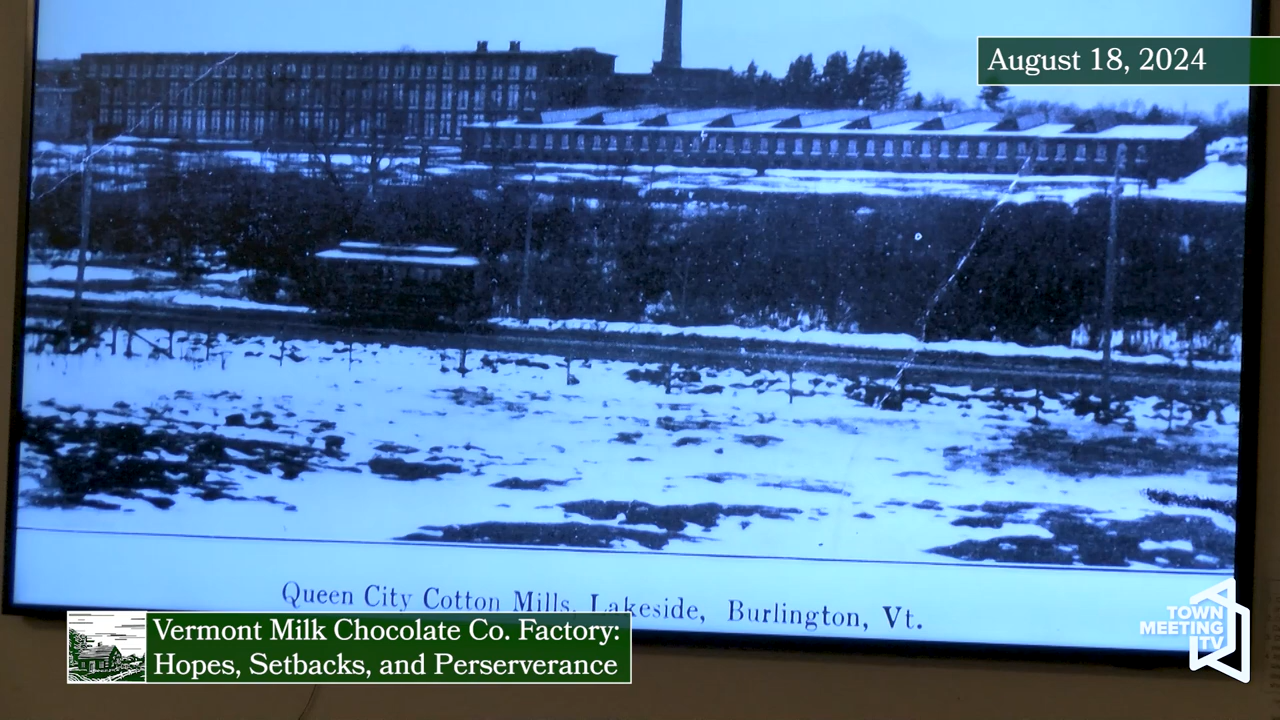 August 18, 2024
Queen City Cotton Mills, Lakeside, Burlington, Vt.
Vermont Milk Chocolate Co. Factory:
Hopes, Setbacks, and Perserverance
TOWN
MEETING
TV